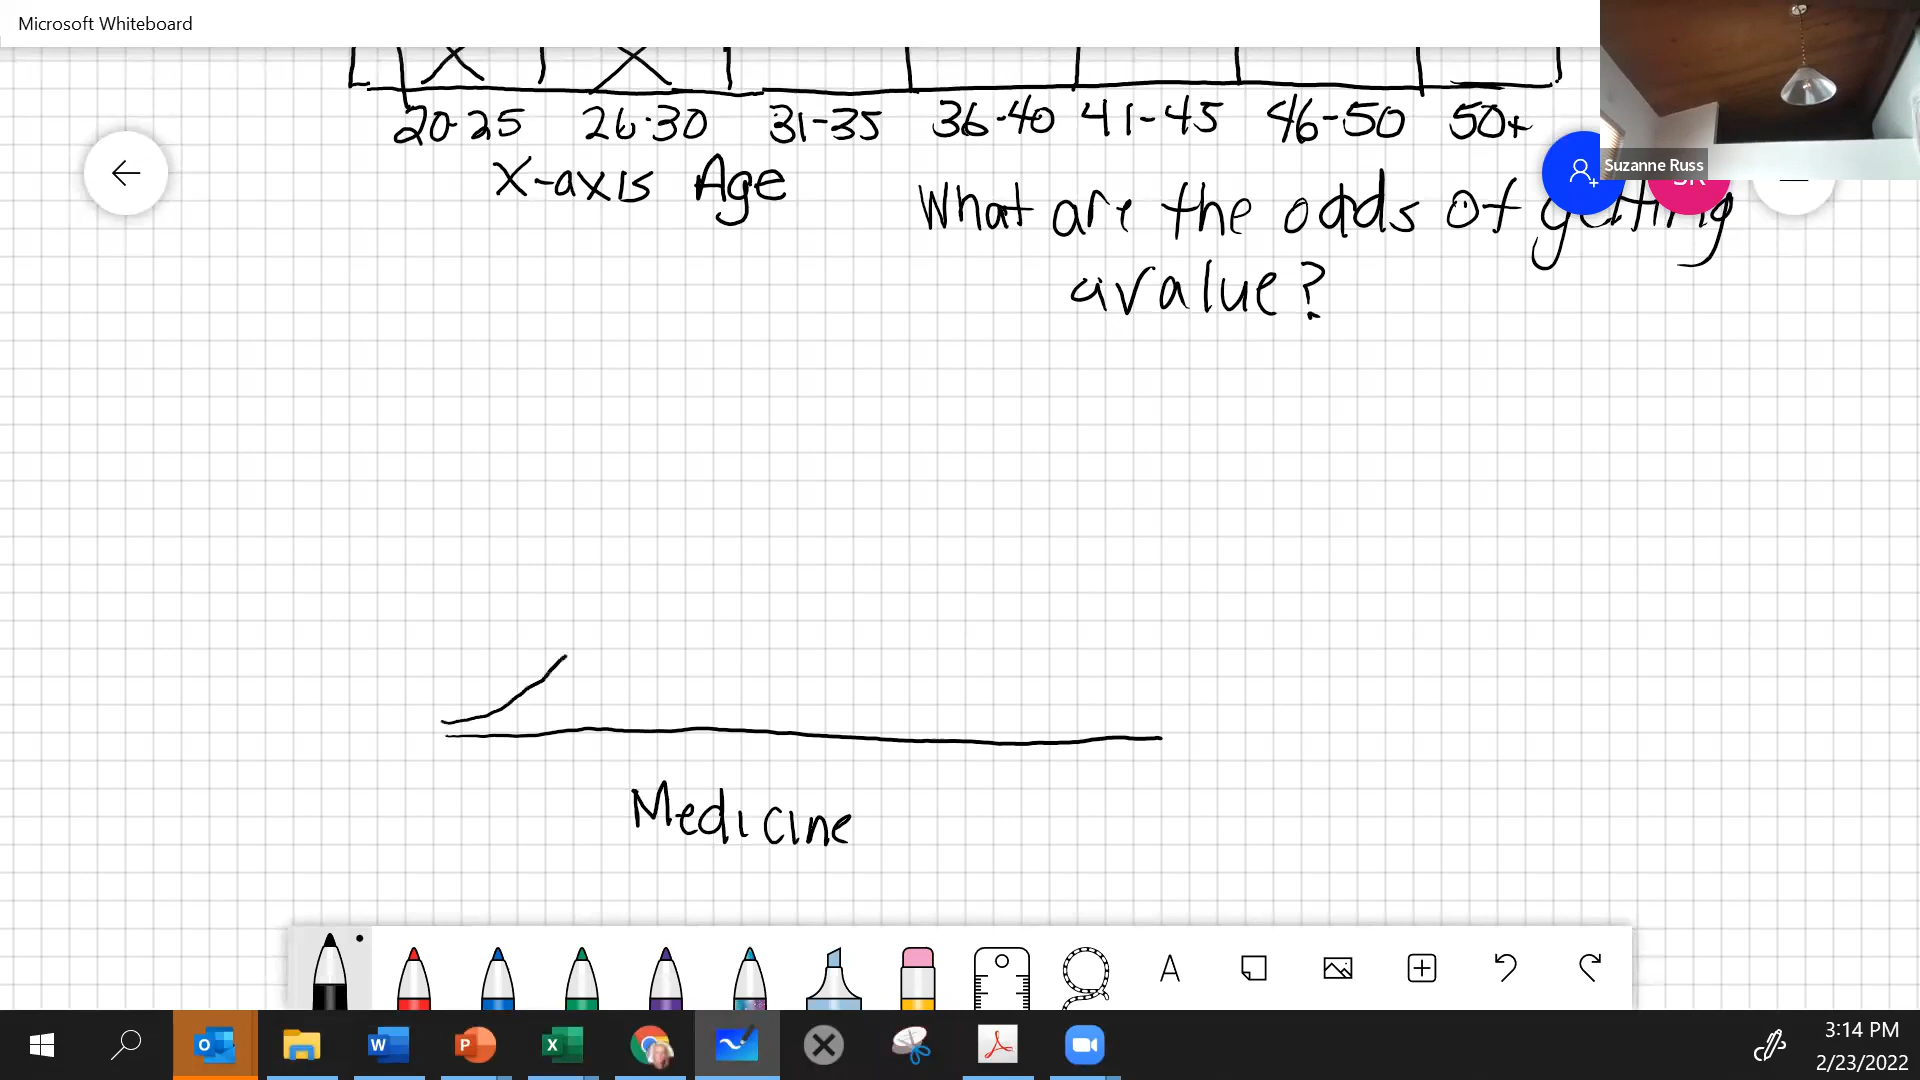 Microsoft Whiteboard
20-25 26-30 31-35 36-40 41-45 46-50 50+
Suzanne Russ
X-axis Age
What are the odds of getting
a value?
Medicine
3:14 PM
2/23/2022